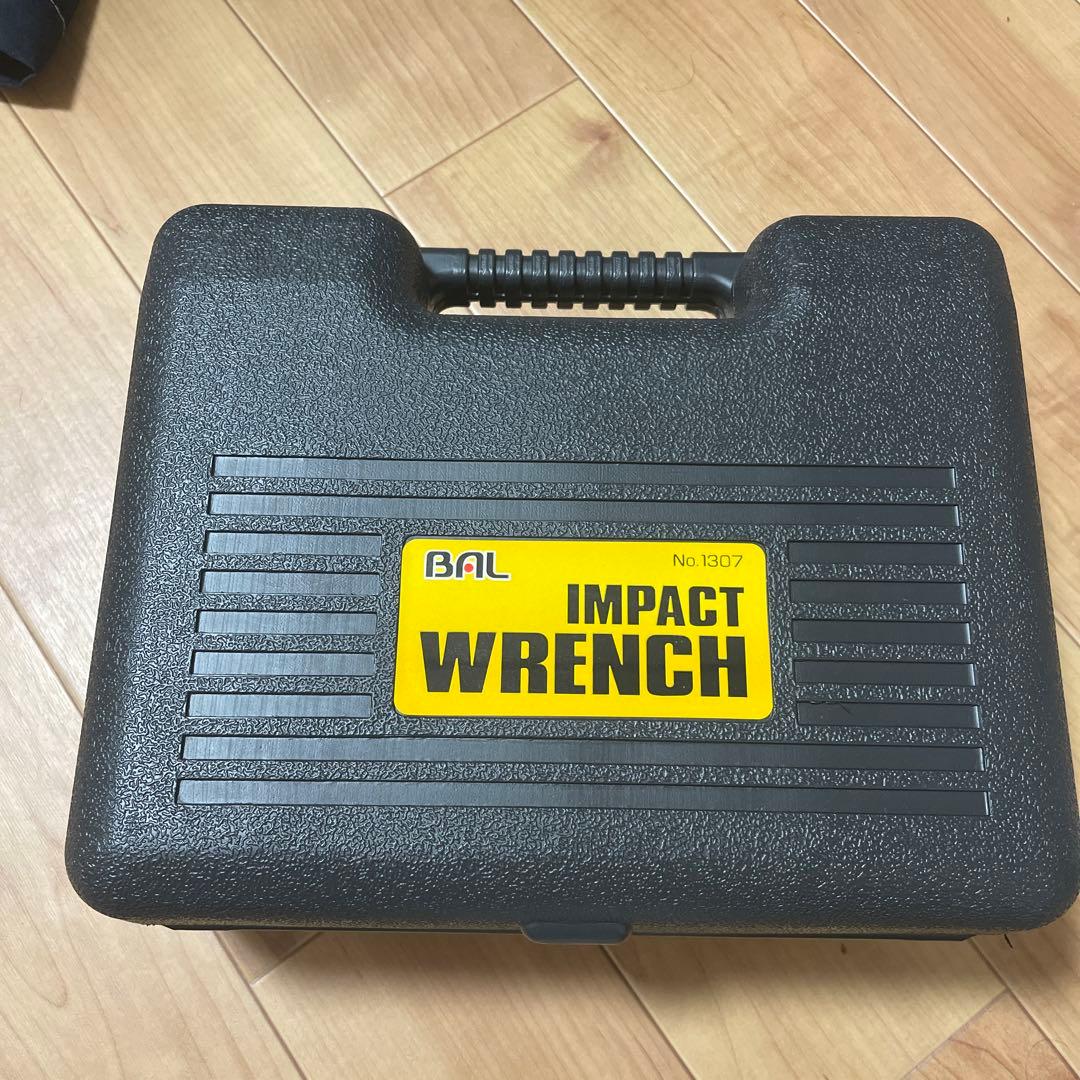 BAL No.1307
IMPACT
WRENCH